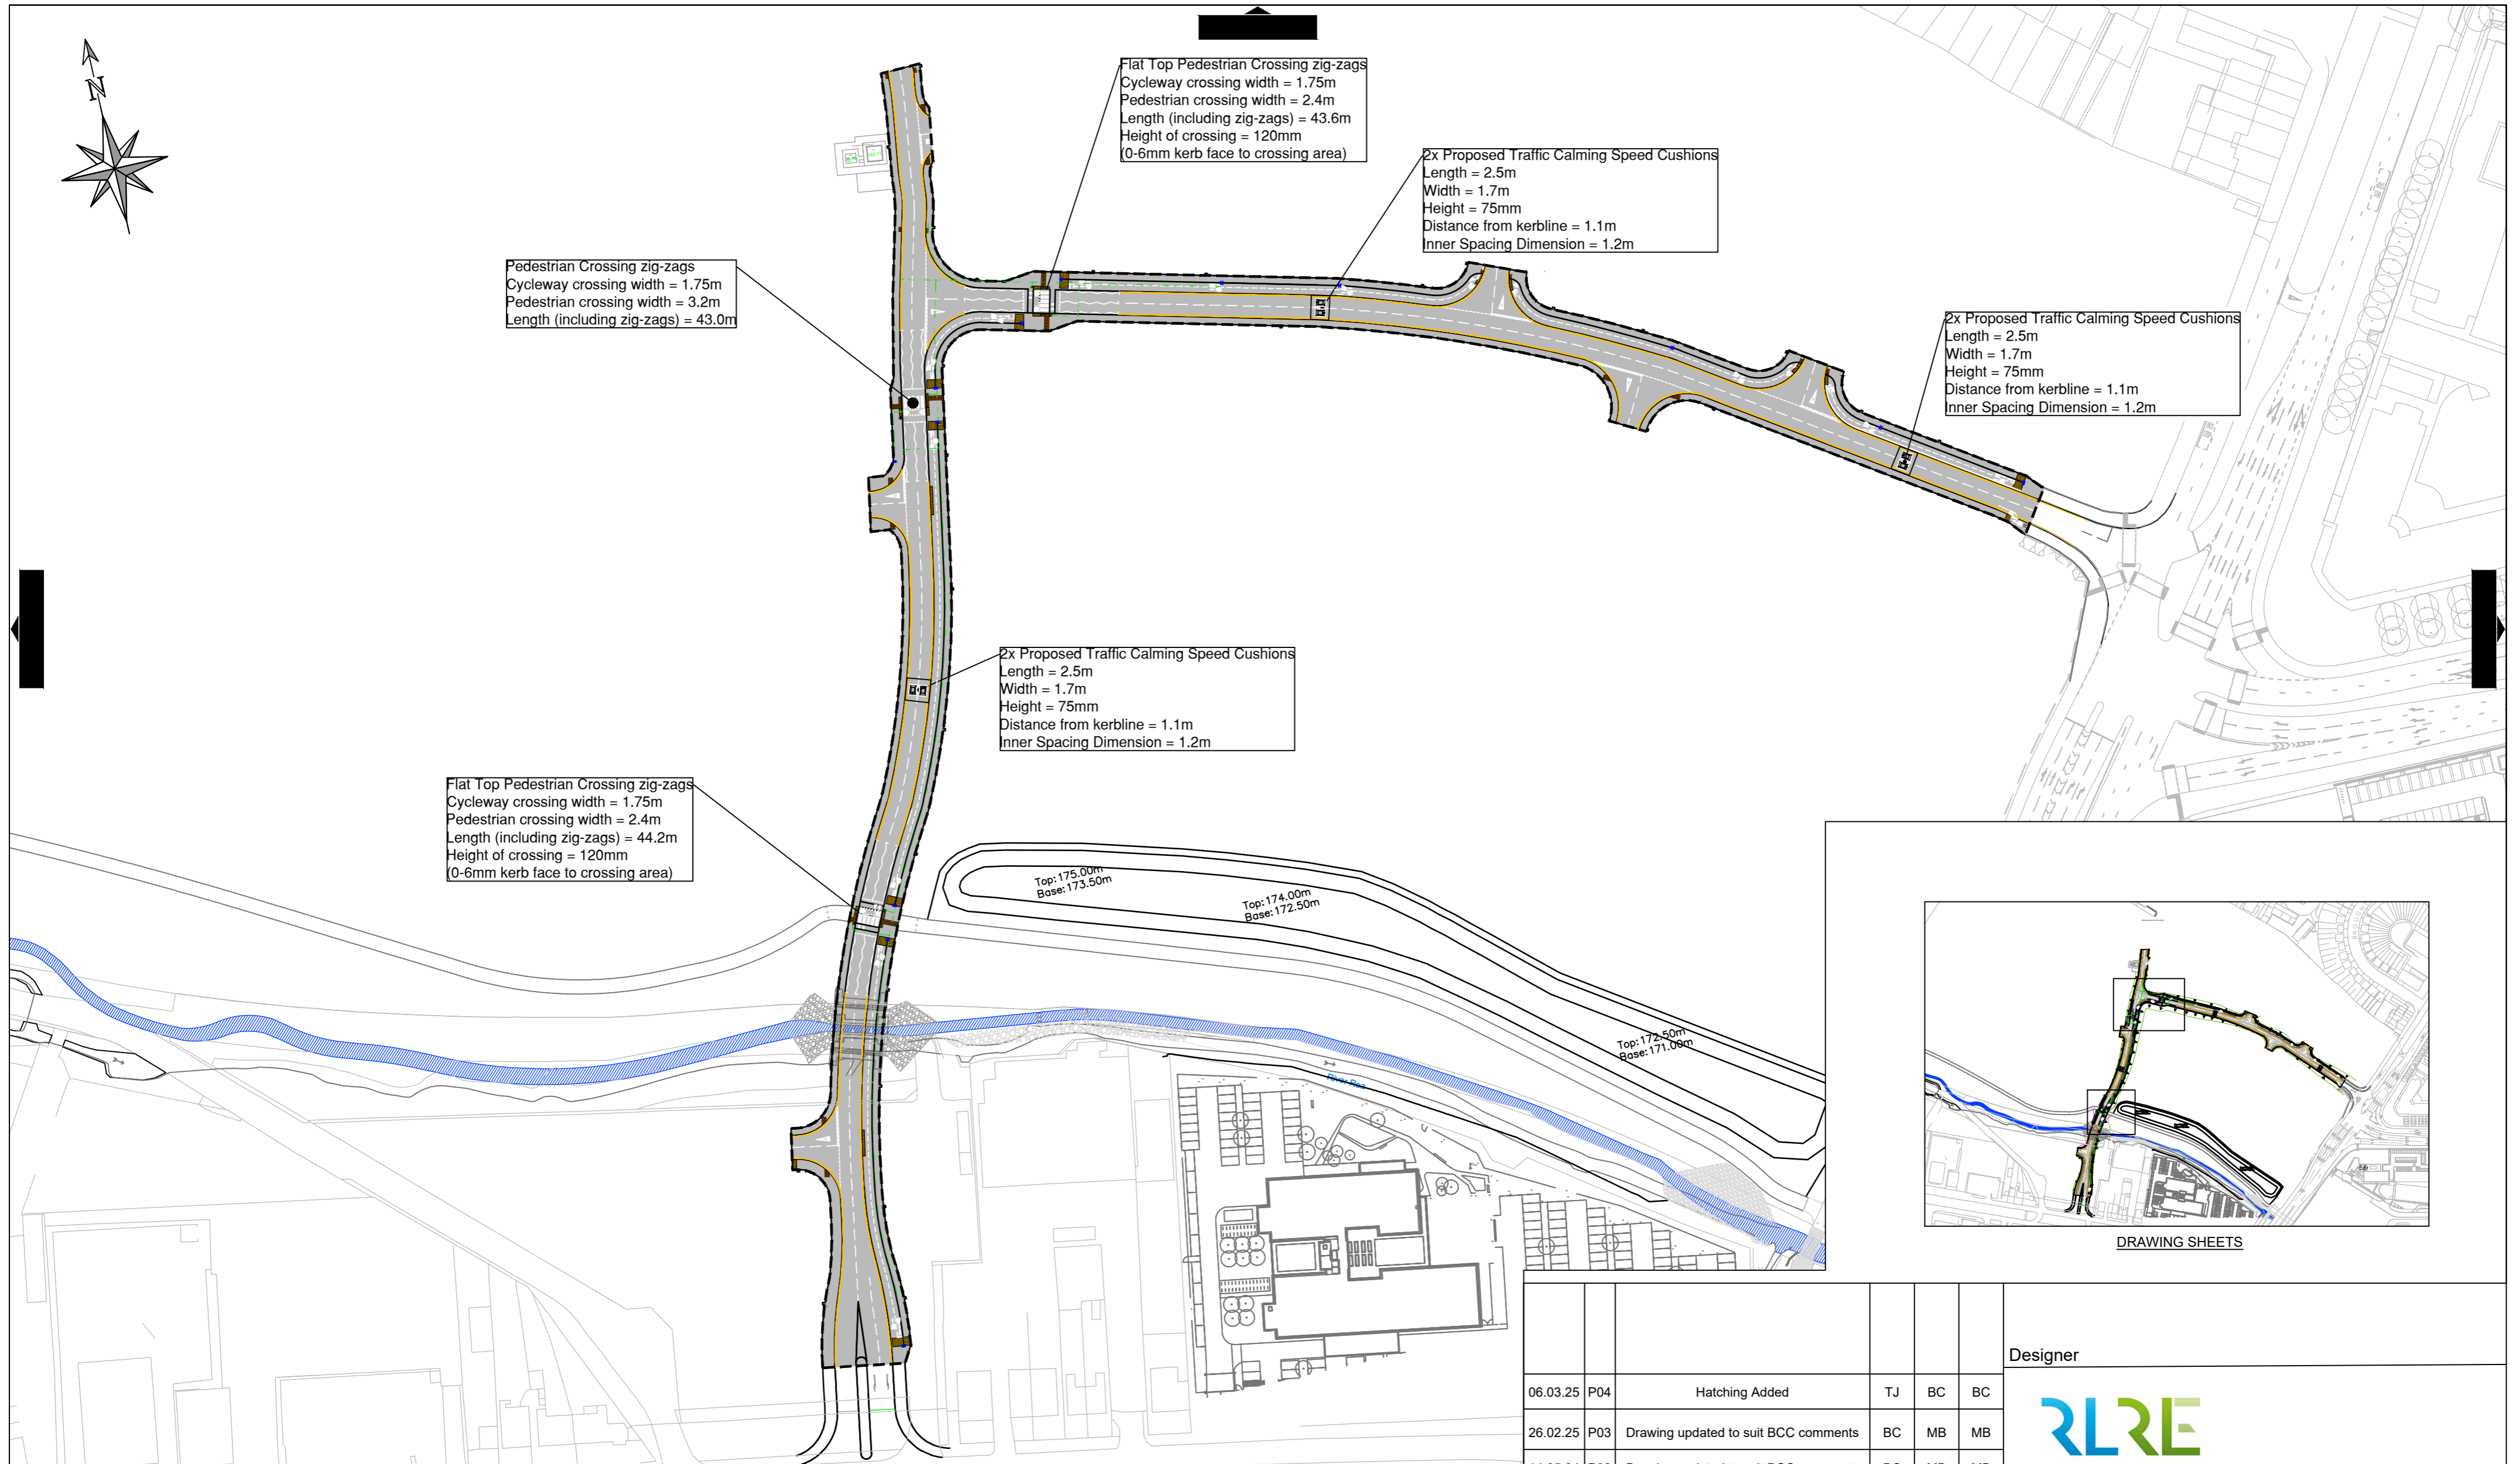 N
Flat Top Pedestrian Crossing zig-zags
Cycleway crossing width = 1.75m
Pedestrian crossing width = 2.4m
Length (including zig-zags) = 43.6m
Height of crossing = 120mm
(0-6mm kerb face to crossing area)
2x Proposed Traffic Calming Speed Cushions
Length = 2.5m
Width = 1.7m
Height = 75mm
Distance from kerbline = 1.1m
Inner Spacing Dimension = 1.2m
Pedestrian Crossing zig-zags
Cycleway crossing width = 1.75m
Pedestrian crossing width = 3.2m
Length (including zig-zags) = 43.0m
2x Proposed Traffic Calming Speed Cushions
Length = 2.5m
Width = 1.7m
Height = 75mm
Distance from kerbline = 1.1m
Inner Spacing Dimension = 1.2m
2x Proposed Traffic Calming Speed Cushions
Length = 2.5m
Width = 1.7m
Height = 75mm
Distance from kerbline = 1.1m
Inner Spacing Dimension = 1.2m
Flat Top Pedestrian Crossing zig-zags
Cycleway crossing width = 1.75m
Pedestrian crossing width = 2.4m
Length (including zig-zags) = 44.2m
Height of crossing = 120mm
(0-6mm kerb face to crossing area)
Top:175.00m
Base:173.50m
Top:174.00m
Base:172.50m
Top:172.50m
Base:171.00m
River Rea
DRAWING SHEETS
Designer
06.03.25 P04 Hatching Added TJ BC BC
26.02.25 P03 Drawing updated to suit BCC comments BC MB MB
RLRE